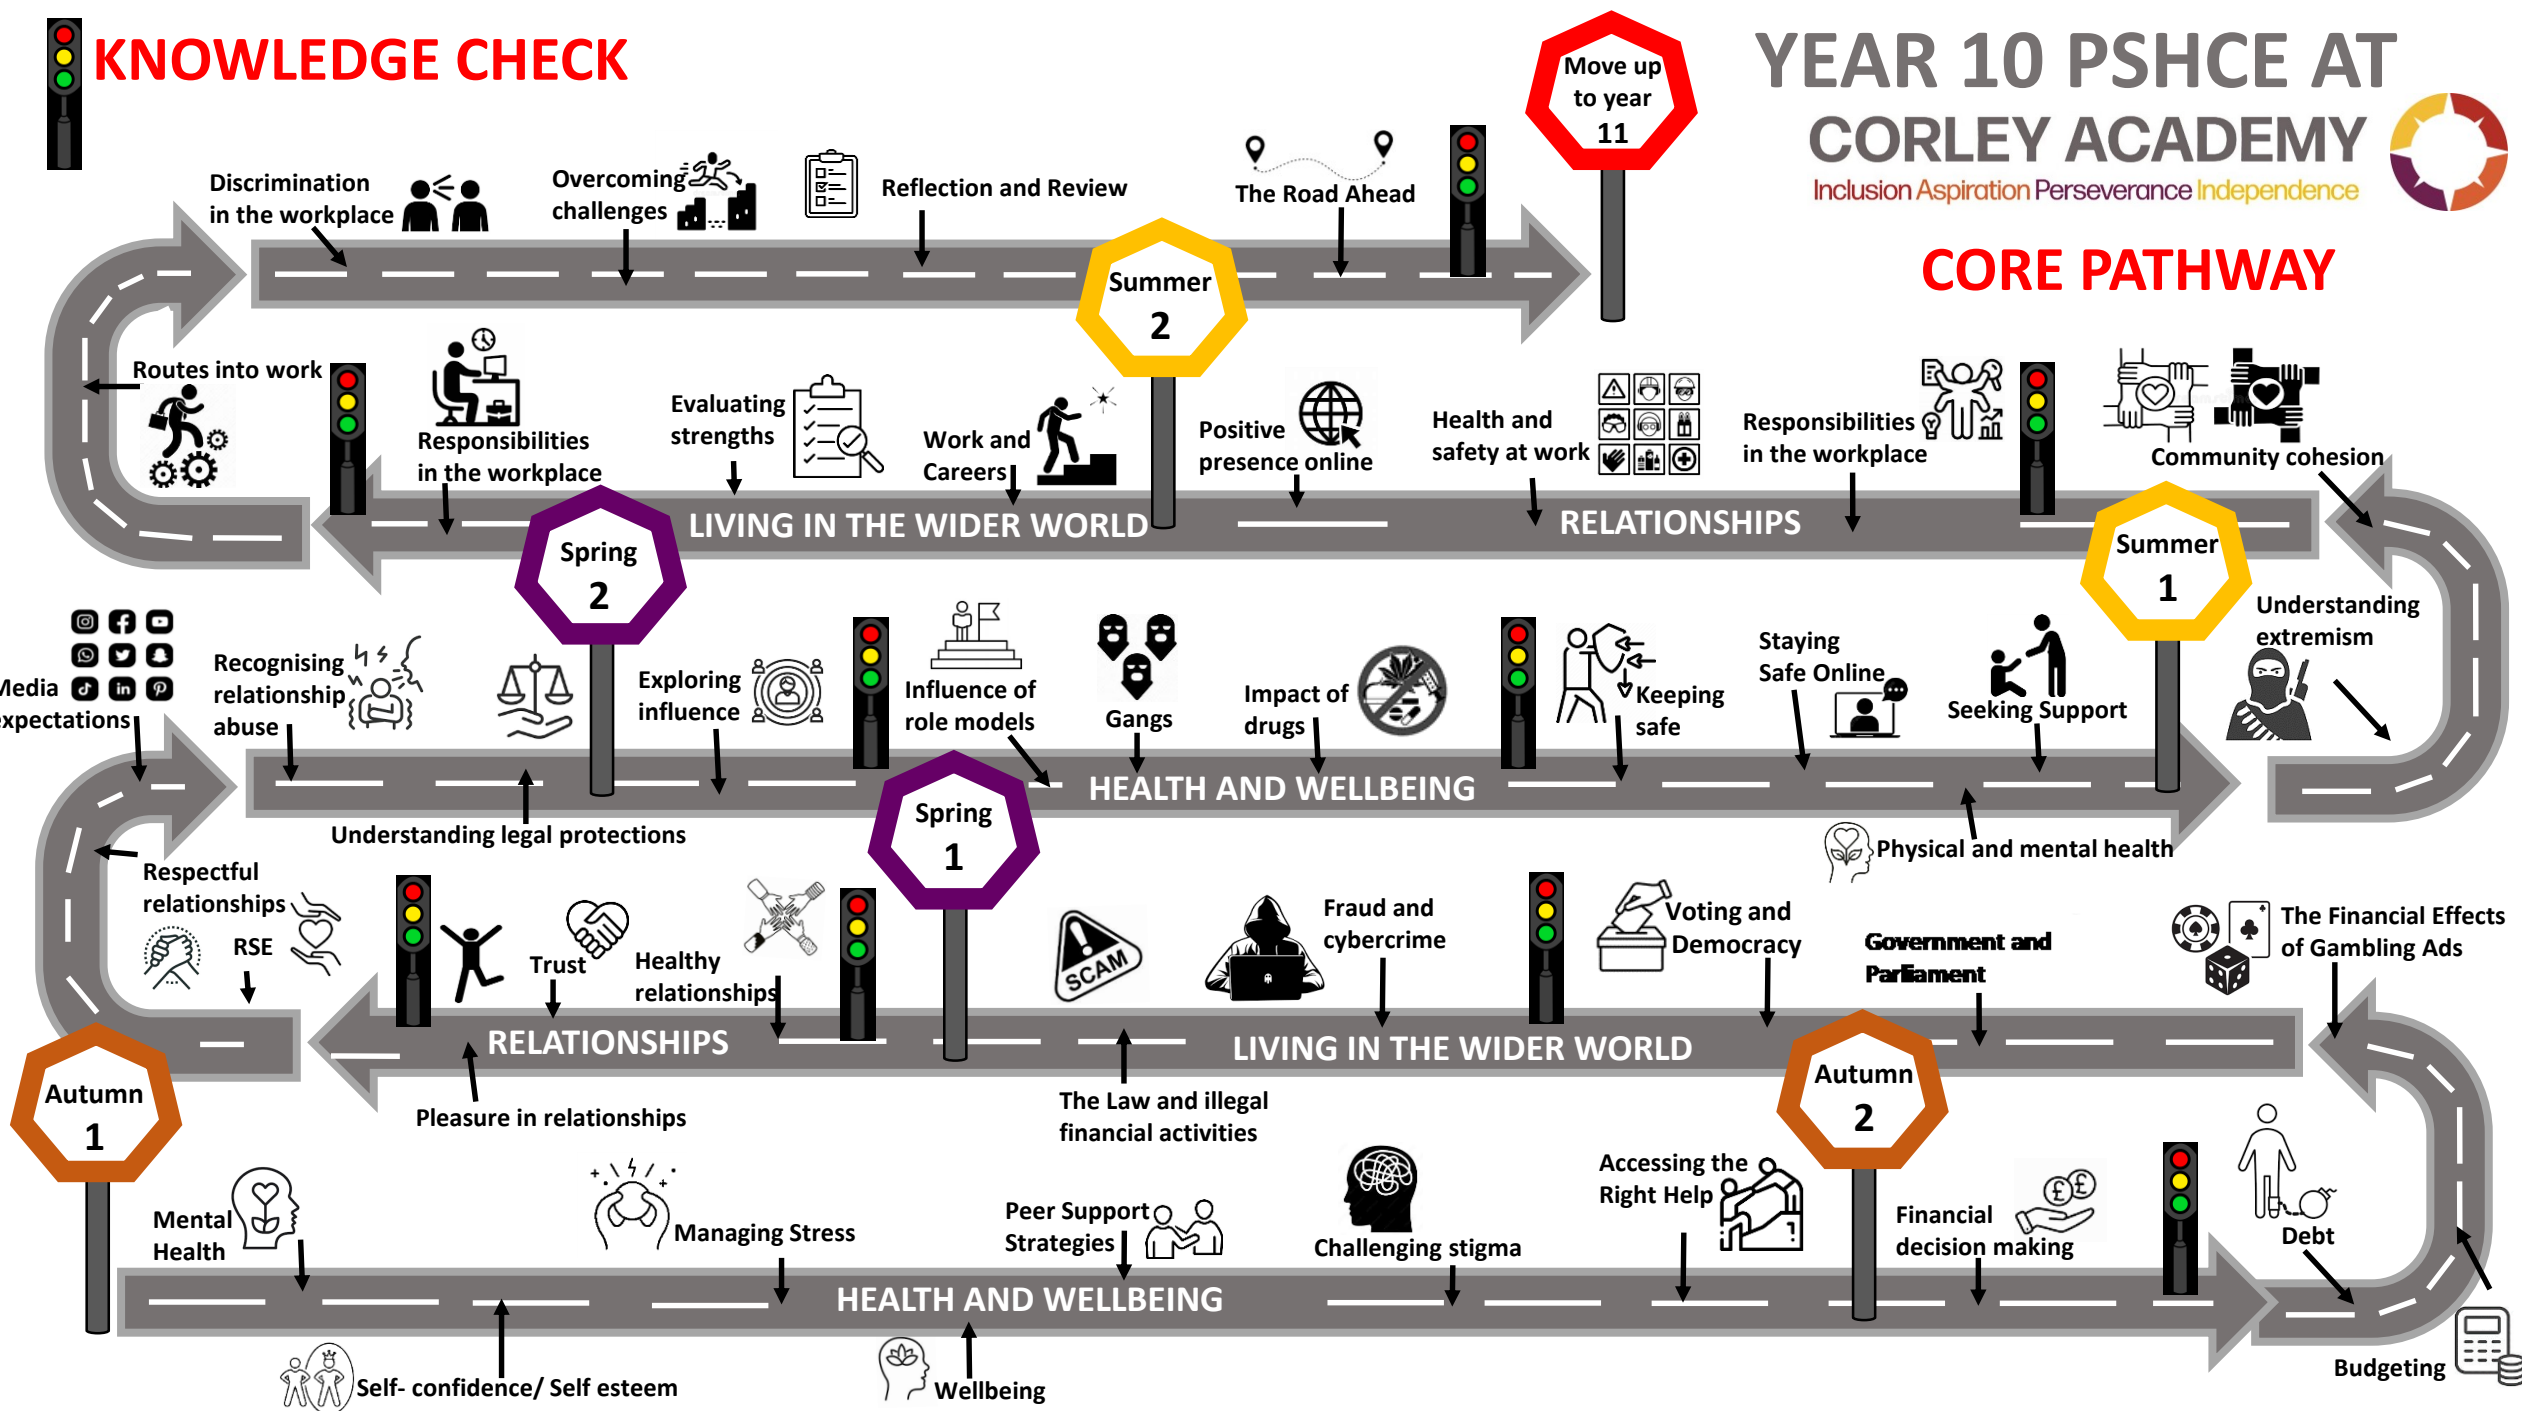 KNOWLEDGE CHECK
YEAR 10 PSHCE AT
CORLEY ACADEMY
Inclusion Aspiration Perseverance Independence
CORE PATHWAY
Move up
to year
11
Discrimination
in the workplace
Overcoming
challenges
Reflection and Review
The Road Ahead
Summer
2
Routes into work
Responsibilities
in the workplace
Evaluating
strengths
Work and
Careers
Positive
presence online
Health and
safety at work
Responsibilities
in the workplace
Community cohesion
LIVING IN THE WIDER WORLD
RELATIONSHIPS
Spring
2
Summer
1
Media
expectations
Recognising
relationship
abuse
Exploring
influence
Influence of
role models
Gangs
Impact of
drugs
Keeping
safe
Staying
Safe Online
Seeking Support
Understanding
extremism
HEALTH AND WELLBEING
Understanding legal protections
Spring
1
Physical and mental health
Respectful
relationships
RSE
Trust
Healthy
relationships
SCAM
Fraud and
cybercrime
Voting and
Democracy
Government and
Parliament
The Financial Effects
of Gambling Ads
RELATIONSHIPS
LIVING IN THE WIDER WORLD
Autumn
1
Pleasure in relationships
The Law and illegal
financial activities
Autumn
2
Mental
Health
Managing Stress
Peer Support
Strategies
Challenging stigma
Accessing the
Right Help
Financial
decision making
Debt
HEALTH AND WELLBEING
Self- confidence/ Self esteem
Wellbeing
Budgeting